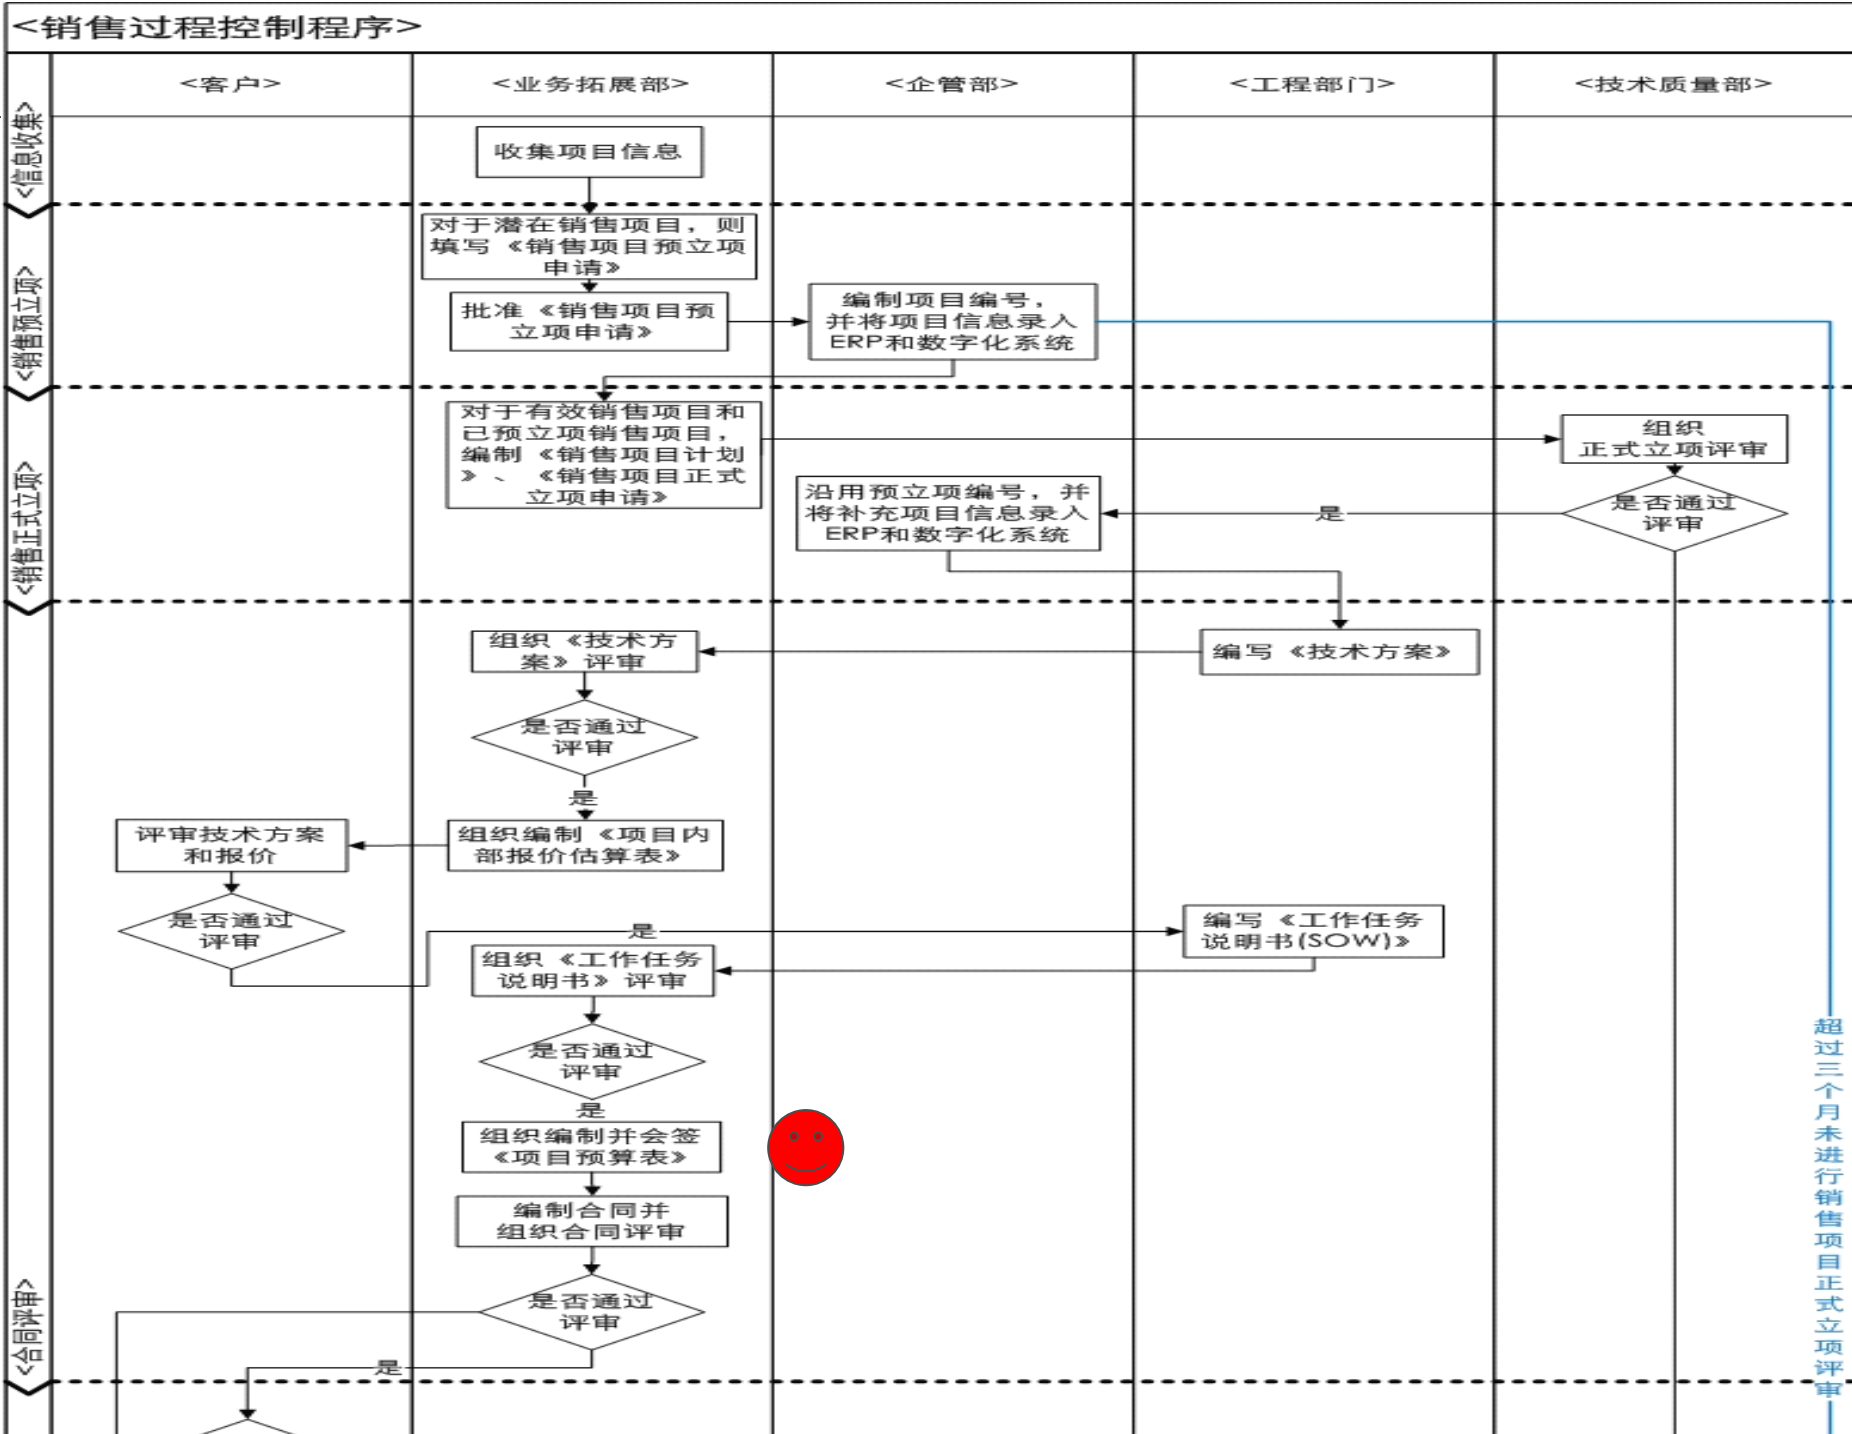 <销售过程控制程序>
<客户>
<业务拓展部>
<企管部>
<工程部门>
<技术质量部>
<信息收集>
收集项目信息
<销售预立项>
对于潜在销售项目，则
填写《销售项目预立项
申请》
批准《销售项目预
立项申请》
编制项目编号，
并将项目信息录入
ERP和数字化系统
<销售正式立项>
对于有效销售项目和
已预立项销售项目，
编制《销售项目计划
》、《销售项目正式
立项申请》
组织
正式立项评审
是否通过
评审
是
沿用预立项编号，并
将补充项目信息录入
ERP和数字化系统
<合同评审>
编写《技术方案》
组织《技术方
案》评审
是否通过
评审
是
组织编制《项目内
部报价估算表》
评审技术方案
和报价
是否通过
评审
是
编写《工作任务
说明书(SOW)》
组织《工作任务
说明书》评审
是否通过
评审
是
组织编制并会签
《项目预算表》
编制合同并
组织合同评审
是否通过
评审
是
超
过
三
个
月
未
进
行
销
售
项
目
正
式
立
项
评
审